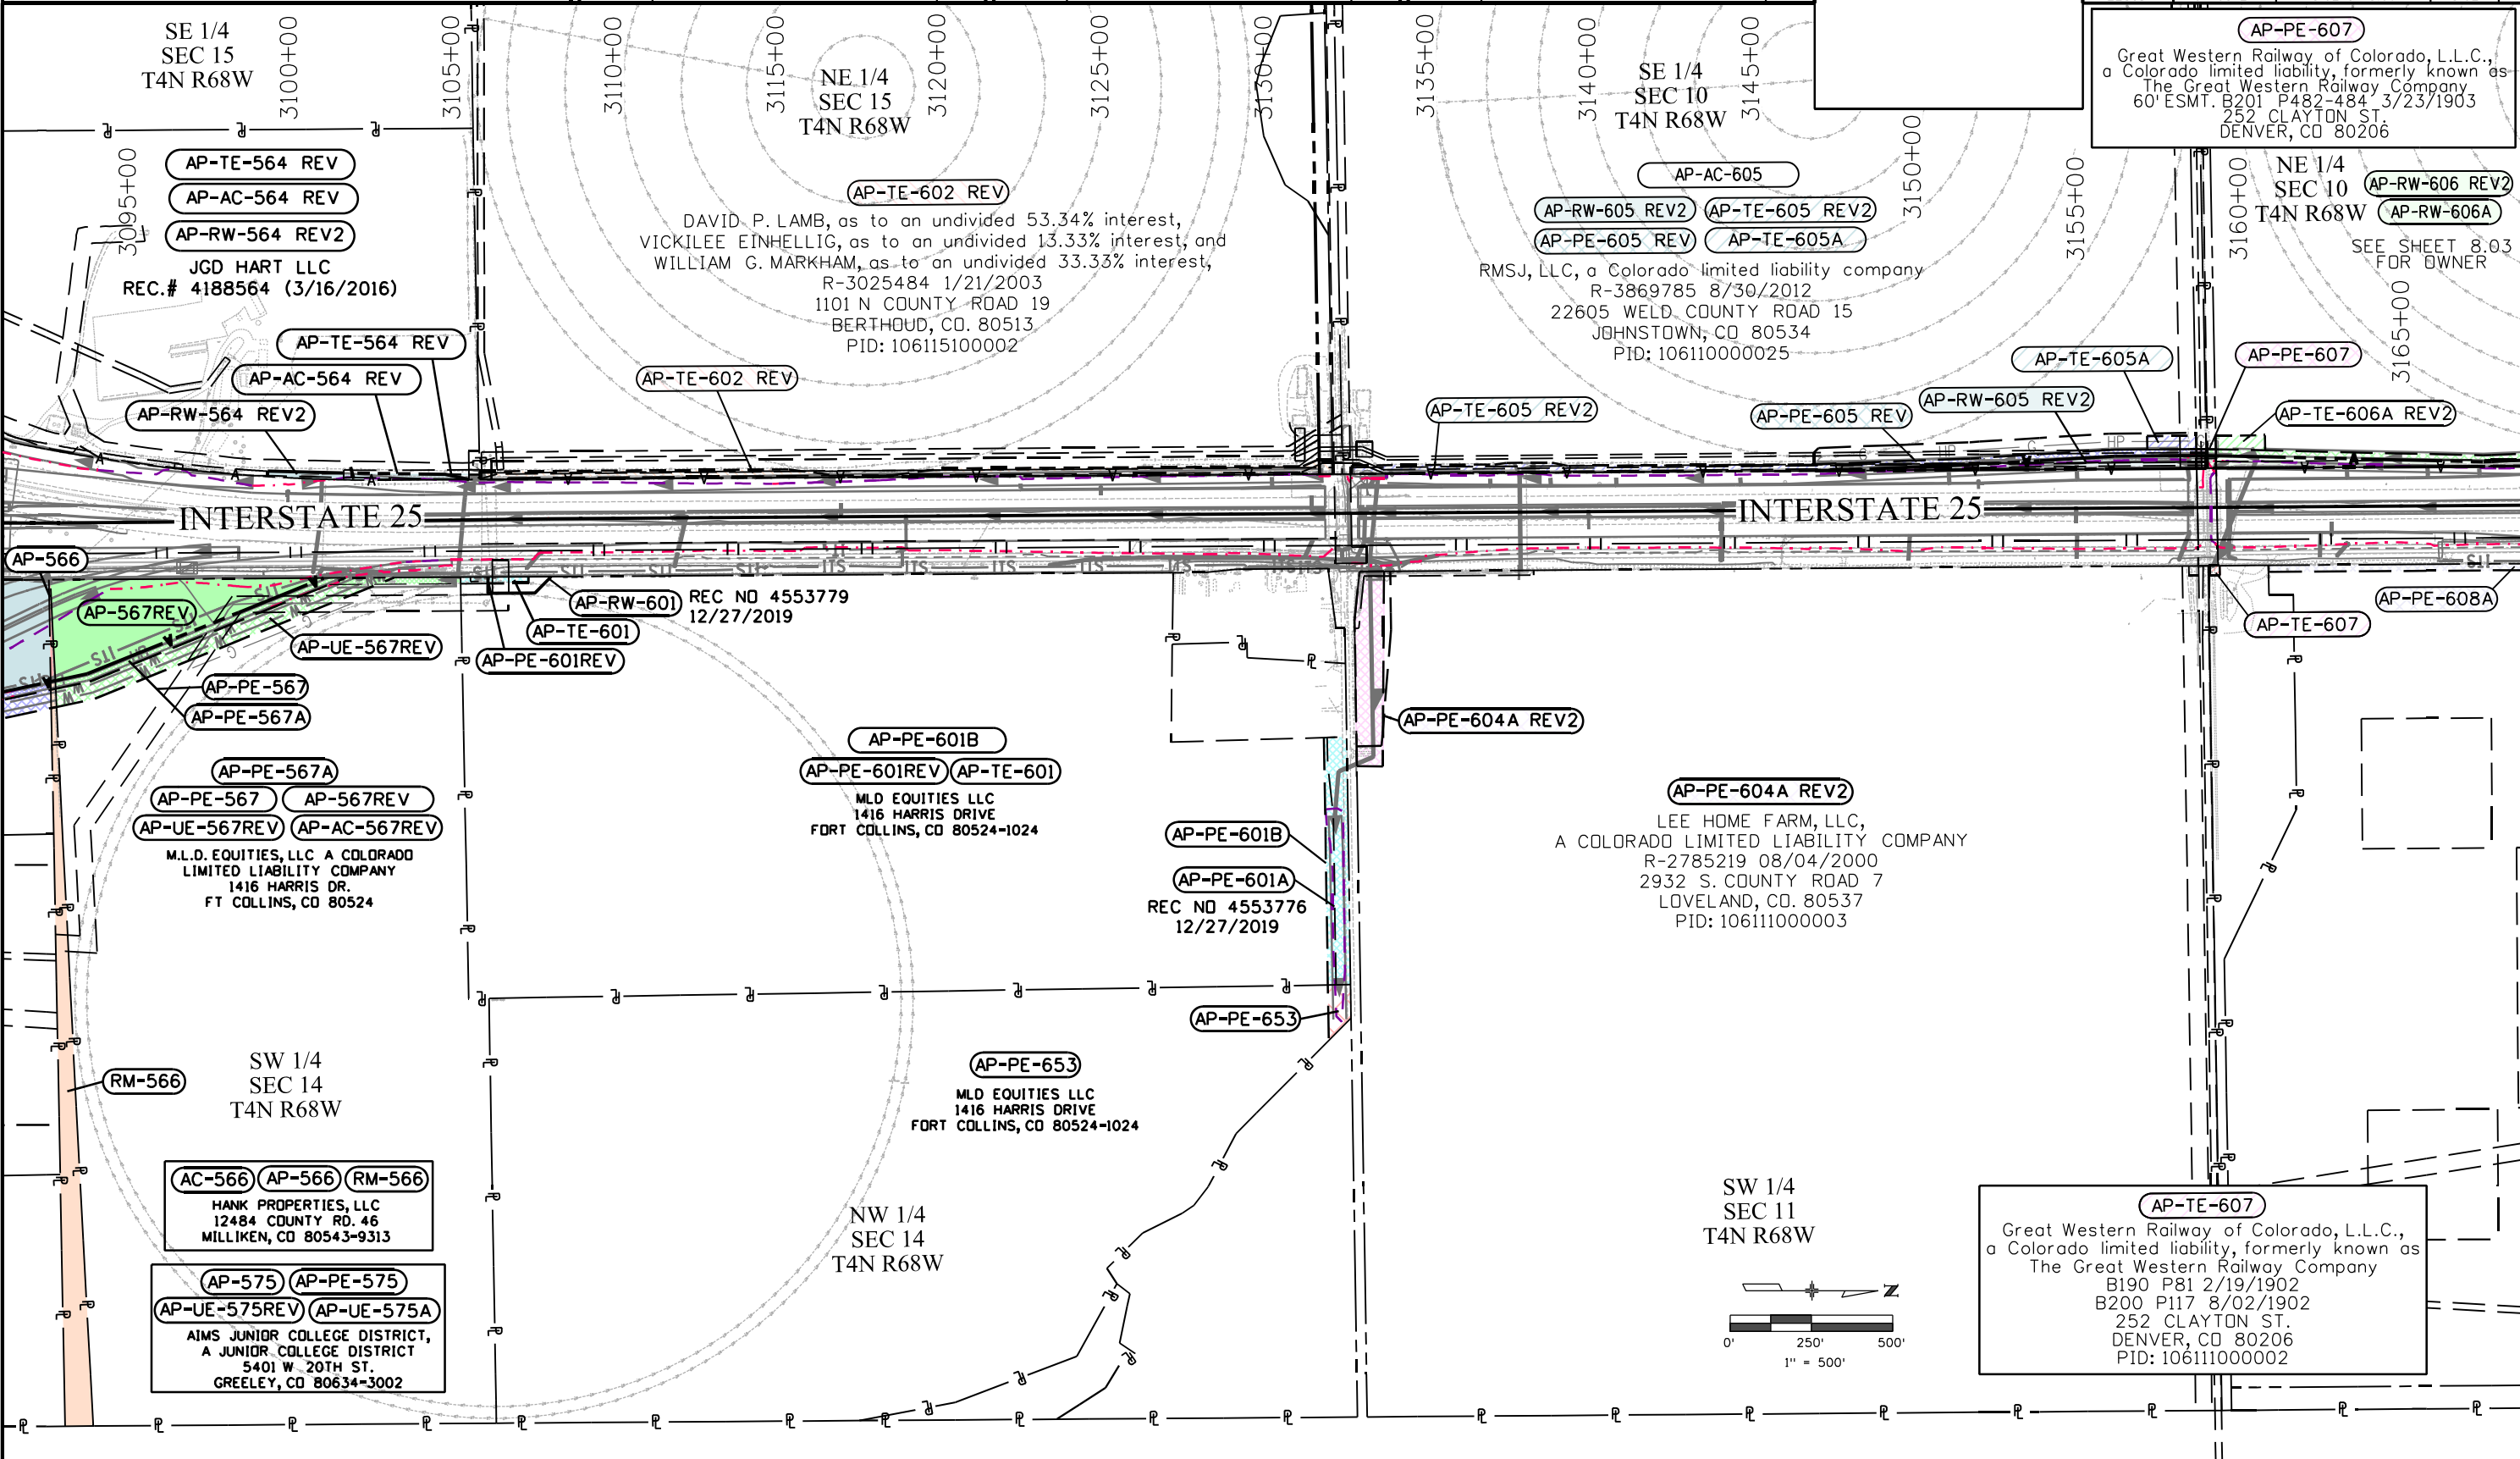 SE 1/4
SEC 15
T4N R68W
3095+00
3100+00
3105+00
3110+00
3115+00
3120+00
3125+00
3130+00
3135+00
3140+00
3145+00
3150+00
3155+00
3160+00
3165+00
NE 1/4
SEC 15
T4N R68W
SE 1/4
SEC 10
T4N R68W
AP-PE-607
Great Western Railway of Colorado, L.L.C.,
a Colorado limited liability, formerly known as
The Great Western Railway Company
60' ESMT. B201 P482-484 3/23/1903
252 CLAYTON ST.
DENVER, CO 80206
NE 1/4
SEC 10
T4N R68W
AP-RW-606 REV2
AP-RW-606A
SEE SHEET 8.03
FOR OWNER
AP-TE-564 REV
AP-AC-564 REV
AP-RW-564 REV2
JGD HART LLC
REC.# 4188564 (3/16/2016)
AP-TE-602 REV
DAVID P. LAMB, as to an undivided 53.34% interest,
VICKILEE EINHELLIG, as to an undivided 13.33% interest, and
WILLIAM G. MARKHAM, as to an undivided 33.33% interest,
R-3025484 1/21/2003
1101 N COUNTY ROAD 19
BERTHOUD, CO. 80513
PID: 106115100002
AP-AC-605
AP-RW-605 REV2 AP-TE-605 REV2
AP-PE-605 REV AP-TE-605A
RMSJ, LLC, a Colorado limited liability company
R-3869785 8/30/2012
22605 WELD COUNTY ROAD 15
JOHNSTOWN, CO 80534
PID: 106110000025
AP-TE-564 REV
AP-AC-564 REV
AP-RW-564 REV2
AP-TE-602 REV
AP-TE-605 REV2
AP-PE-605 REV
AP-RW-605 REV2
AP-TE-605A
AP-PE-607
AP-TE-606A REV2
INTERSTATE 25
INTERSTATE 25
AP-566
AP-567REV
AP-UE-567REV
AP-PE-567
AP-PE-567A
AP-RW-601 REC NO 4553779
12/27/2019
AP-TE-601
AP-PE-601REV
ITS
ITS
ITS
ITS
ITS
AP-PE-608A
AP-TE-607
AP-PE-604A REV2
AP-PE-567A
AP-PE-567 AP-567REV
AP-UE-567REV AP-AC-567REV
M.L.D. EQUITIES, LLC A COLORADO
LIMITED LIABILITY COMPANY
1416 HARRIS DR.
FT COLLINS, CO 80524
AP-PE-601B
AP-PE-601REV AP-TE-601
MLD EQUITIES LLC
1416 HARRIS DRIVE
FORT COLLINS, CO 80524-1024
AP-PE-601B
AP-PE-601A
REC NO 4553776
12/27/2019
AP-PE-653
AP-PE-604A REV2
LEE HOME FARM, LLC,
A COLORADO LIMITED LIABILITY COMPANY
R-2785219 08/04/2000
2932 S. COUNTY ROAD 7
LOVELAND, CO. 80537
PID: 106111000003
RM-566
SW 1/4
SEC 14
T4N R68W
AP-PE-653
MLD EQUITIES LLC
1416 HARRIS DRIVE
FORT COLLINS, CO 80524-1024
AC-566 AP-566 RM-566
HANK PROPERTIES, LLC
12484 COUNTY RD. 46
MILLIKEN, CO 80543-9313
AP-575 AP-PE-575
AP-UE-575REV AP-UE-575A
AIMS JUNIOR COLLEGE DISTRICT,
A JUNIOR COLLEGE DISTRICT
5401 W 20TH ST.
GREELEY, CO 80634-3002
NW 1/4
SEC 14
T4N R68W
SW 1/4
SEC 11
T4N R68W
N
0' 250' 500'
1" = 500'
AP-TE-607
Great Western Railway of Colorado, L.L.C.,
a Colorado limited liability, formerly known as
The Great Western Railway Company
B190 P81 2/19/1902
B200 P117 8/02/1902
252 CLAYTON ST.
DENVER, CO 80206
PID: 106111000002